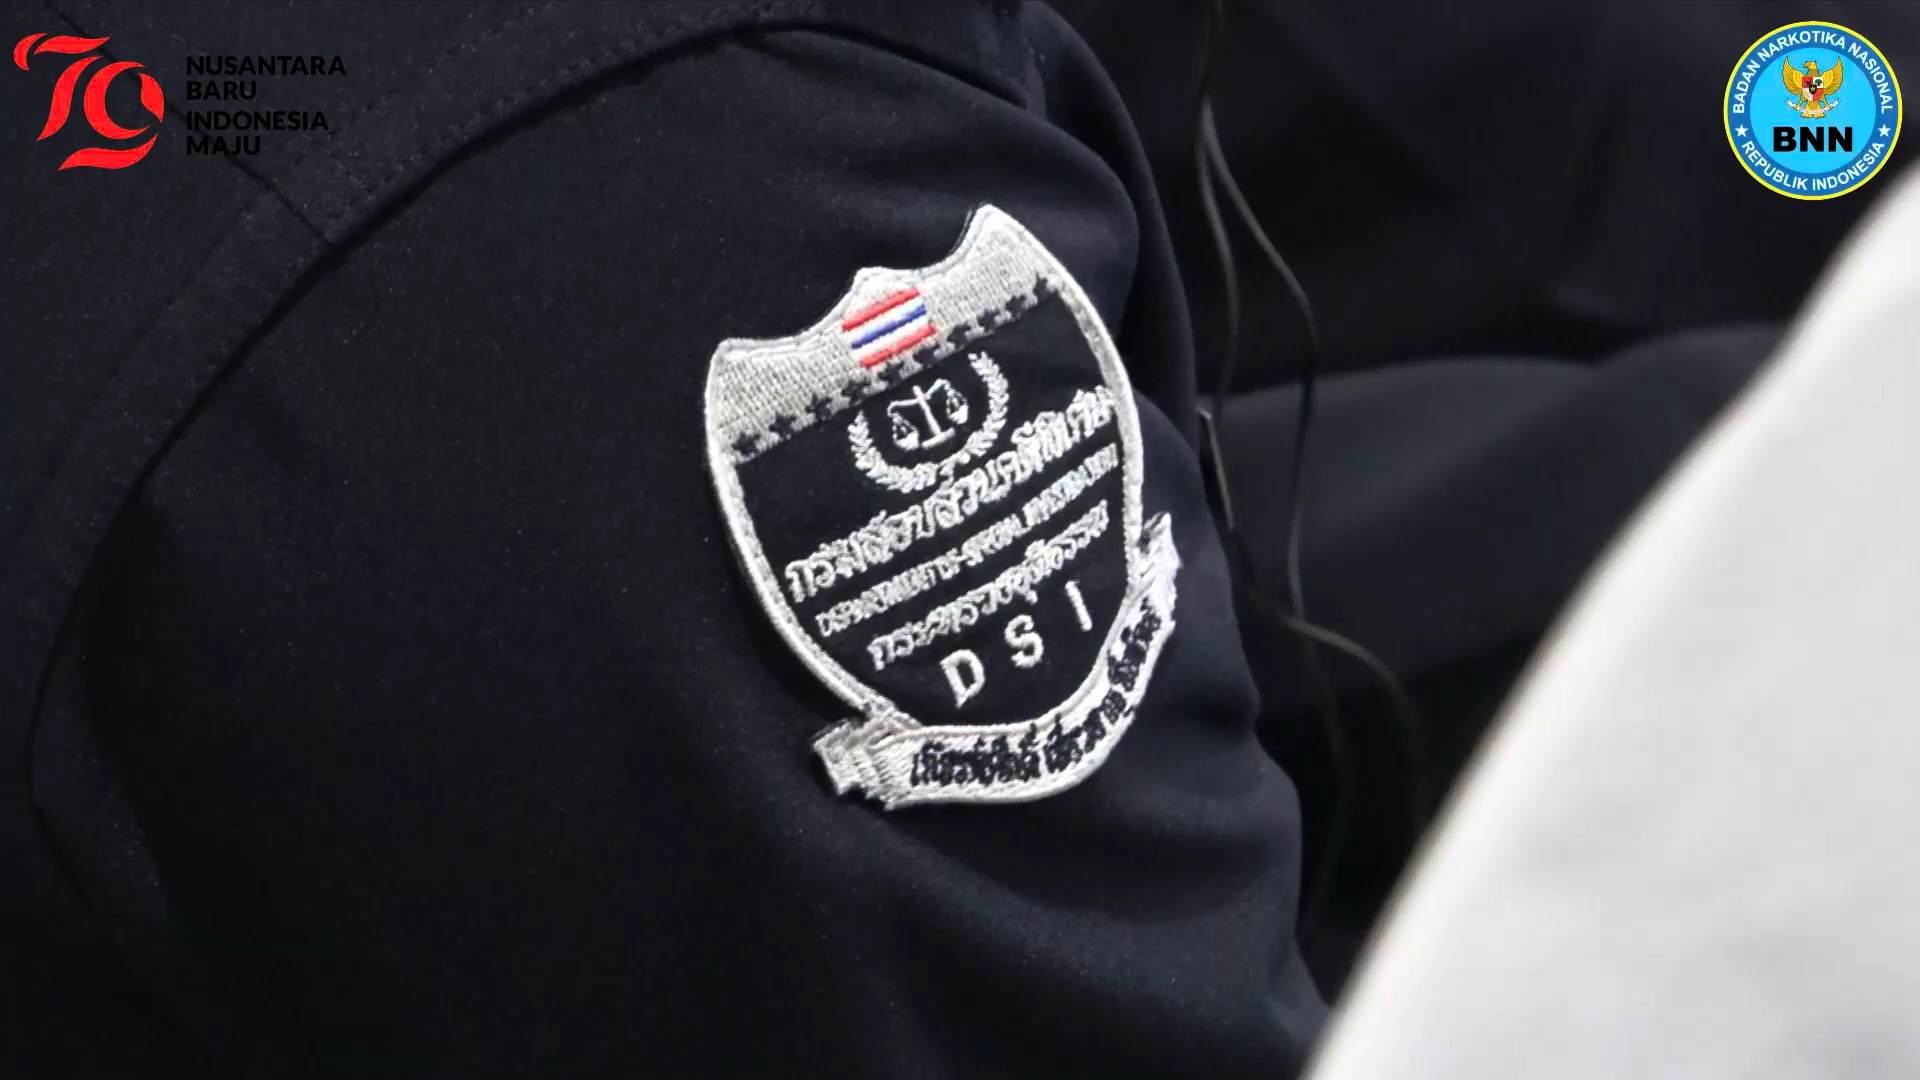 79
NUSANTARA
BARU
INDONESIA
MAJU
BADAN NARKOTIKA NASIONAL
BNN
REPUBLIK INDONESIA
กรมสอบสวนคดีพิเศษ
กระทรวงยุติธรรม
D S I